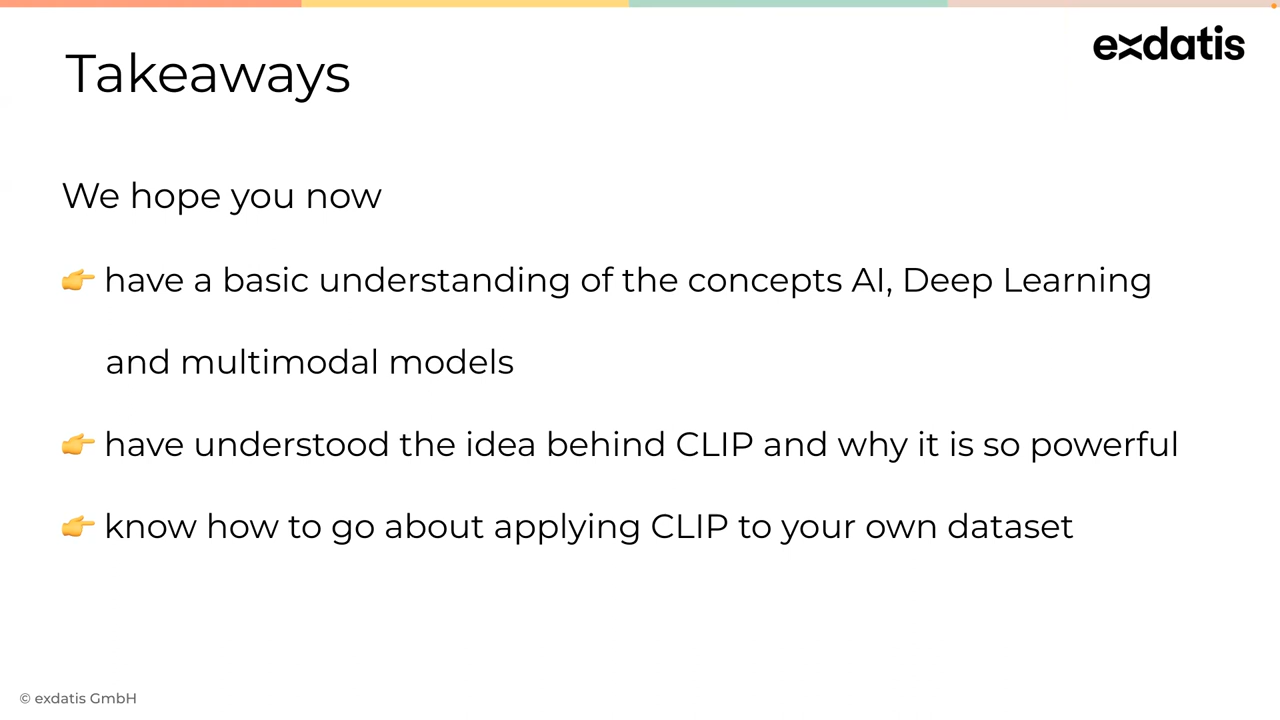 exdatis
Takeaways
We hope you now
👉 have a basic understanding of the concepts AI, Deep Learning
and multimodal models
👉 have understood the idea behind CLIP and why it is so powerful
👉 know how to go about applying CLIP to your own dataset
© exdatis GmbH